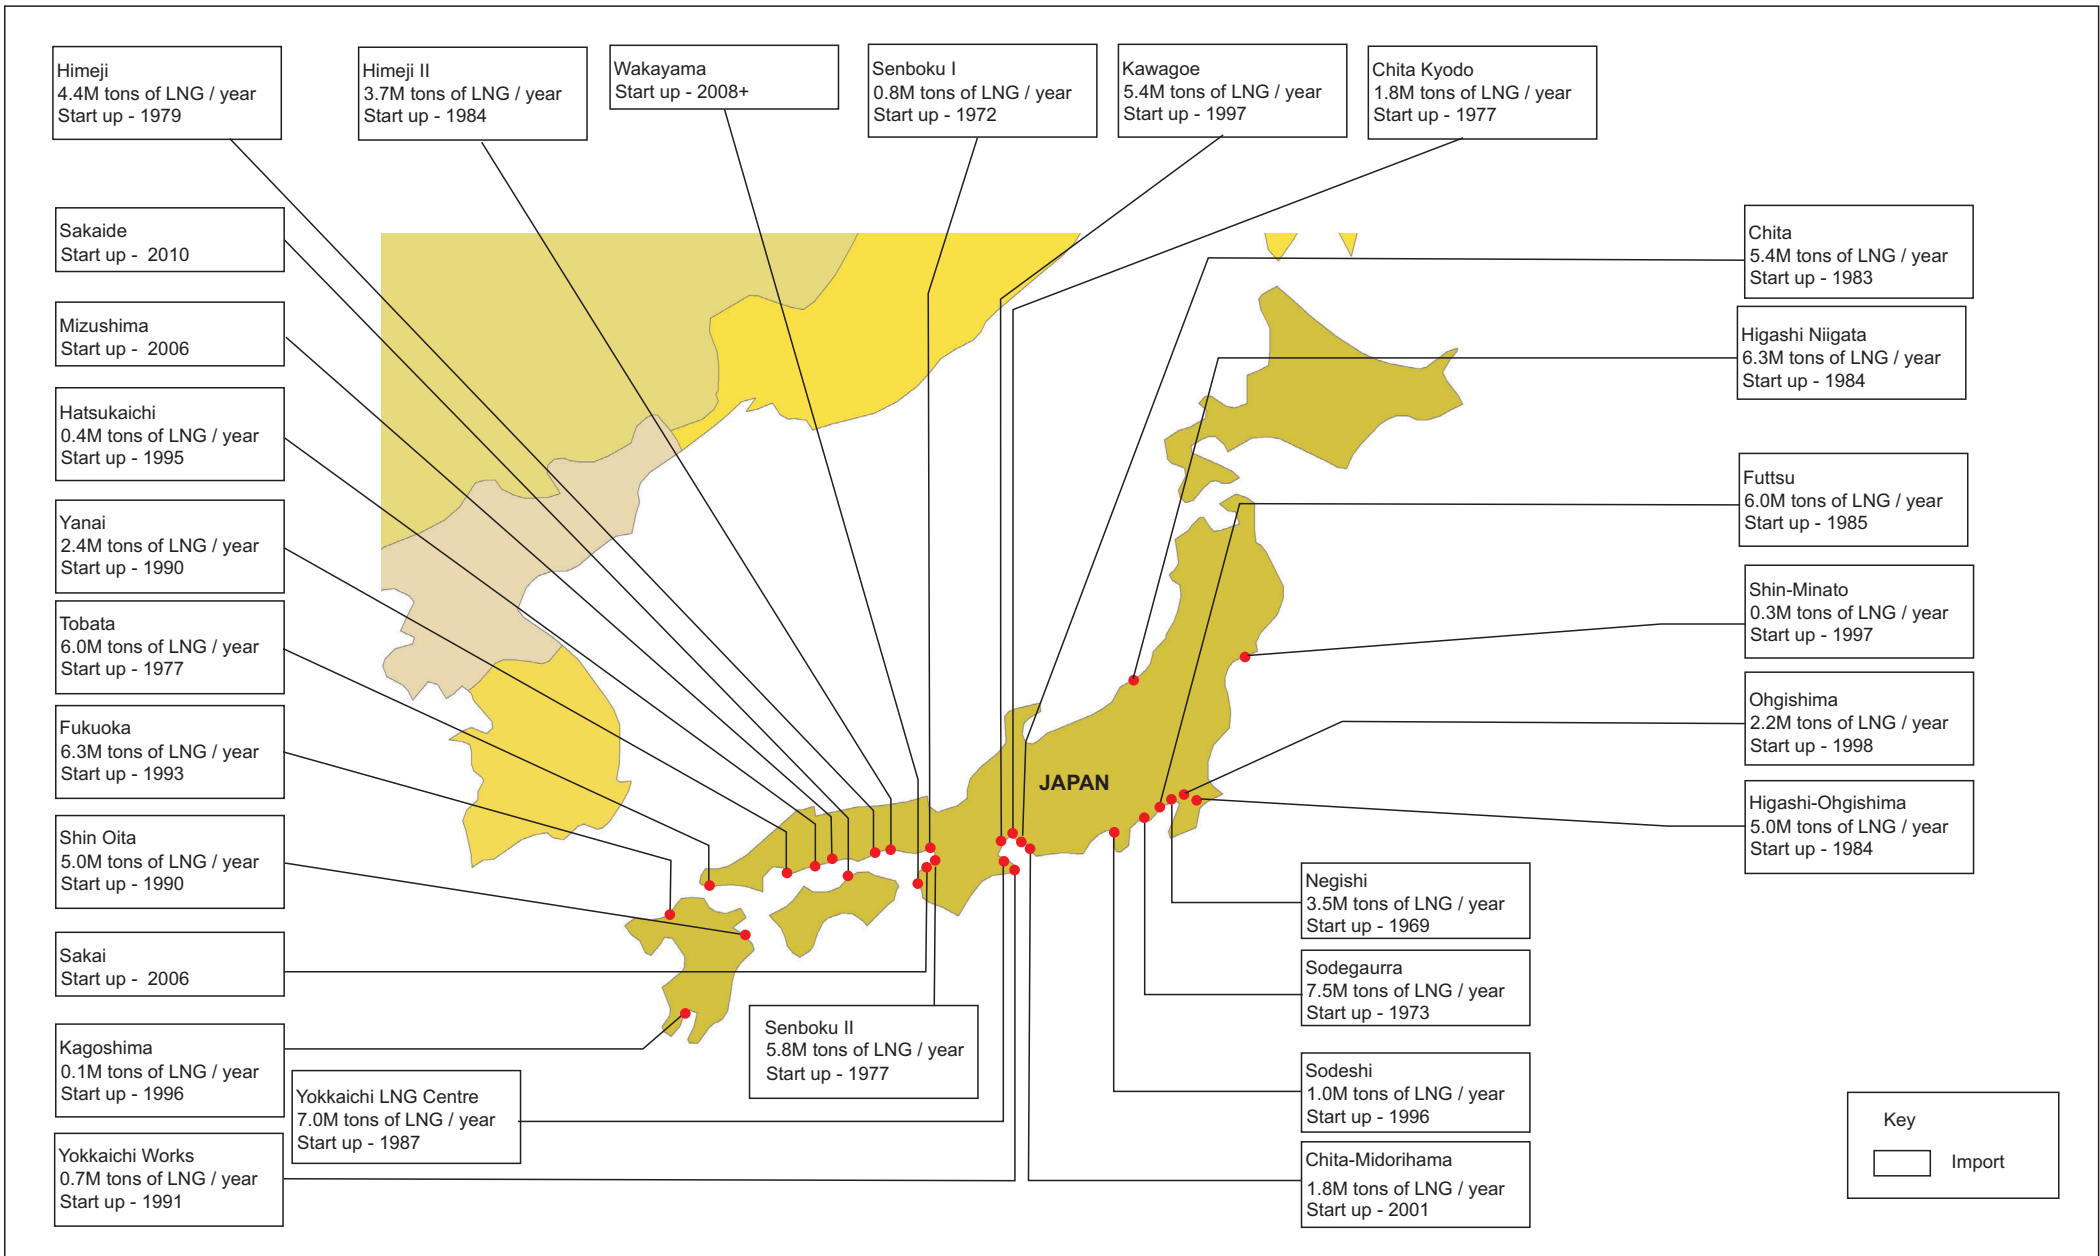 Himeji
4.4M tons of LNG / year
Start up - 1979
Himeji II
3.7M tons of LNG / year
Start up - 1984
Wakayama
Start up - 2008+
Senboku I
0.8M tons of LNG / year
Start up - 1972
Kawagoe
5.4M tons of LNG / year
Start up - 1997
Chita Kyodo
1.8M tons of LNG / year
Start up - 1977
Sakaide
Start up - 2010
Mizushima
Start up - 2006
Hatsukaichi
0.4M tons of LNG / year
Start up - 1995
Yanai
2.4M tons of LNG / year
Start up - 1990
Tobata
6.0M tons of LNG / year
Start up - 1977
Fukuoka
6.3M tons of LNG / year
Start up - 1993
Shin Oita
5.0M tons of LNG / year
Start up - 1990
Sakai
Start up - 2006
Kagoshima
0.1M tons of LNG / year
Start up - 1996
Yokkaichi Works
0.7M tons of LNG / year
Start up - 1991
Yokkaichi LNG Centre
7.0M tons of LNG / year
Start up - 1987
Senboku II
5.8M tons of LNG / year
Start up - 1977
JAPAN
Chita
5.4M tons of LNG / year
Start up - 1983
Higashi Niigata
6.3M tons of LNG / year
Start up - 1984
Futtsu
6.0M tons of LNG / year
Start up - 1985
Shin-Minato
0.3M tons of LNG / year
Start up - 1997
Ohgishima
2.2M tons of LNG / year
Start up - 1998
Higashi-Ohgishima
5.0M tons of LNG / year
Start up - 1984
Negishi
3.5M tons of LNG / year
Start up - 1969
Sodegaurra
7.5M tons of LNG / year
Start up - 1973
Sodeshi
1.0M tons of LNG / year
Start up - 1996
Chita-Midorihama
1.8M tons of LNG / year
Start up - 2001
Key
Import